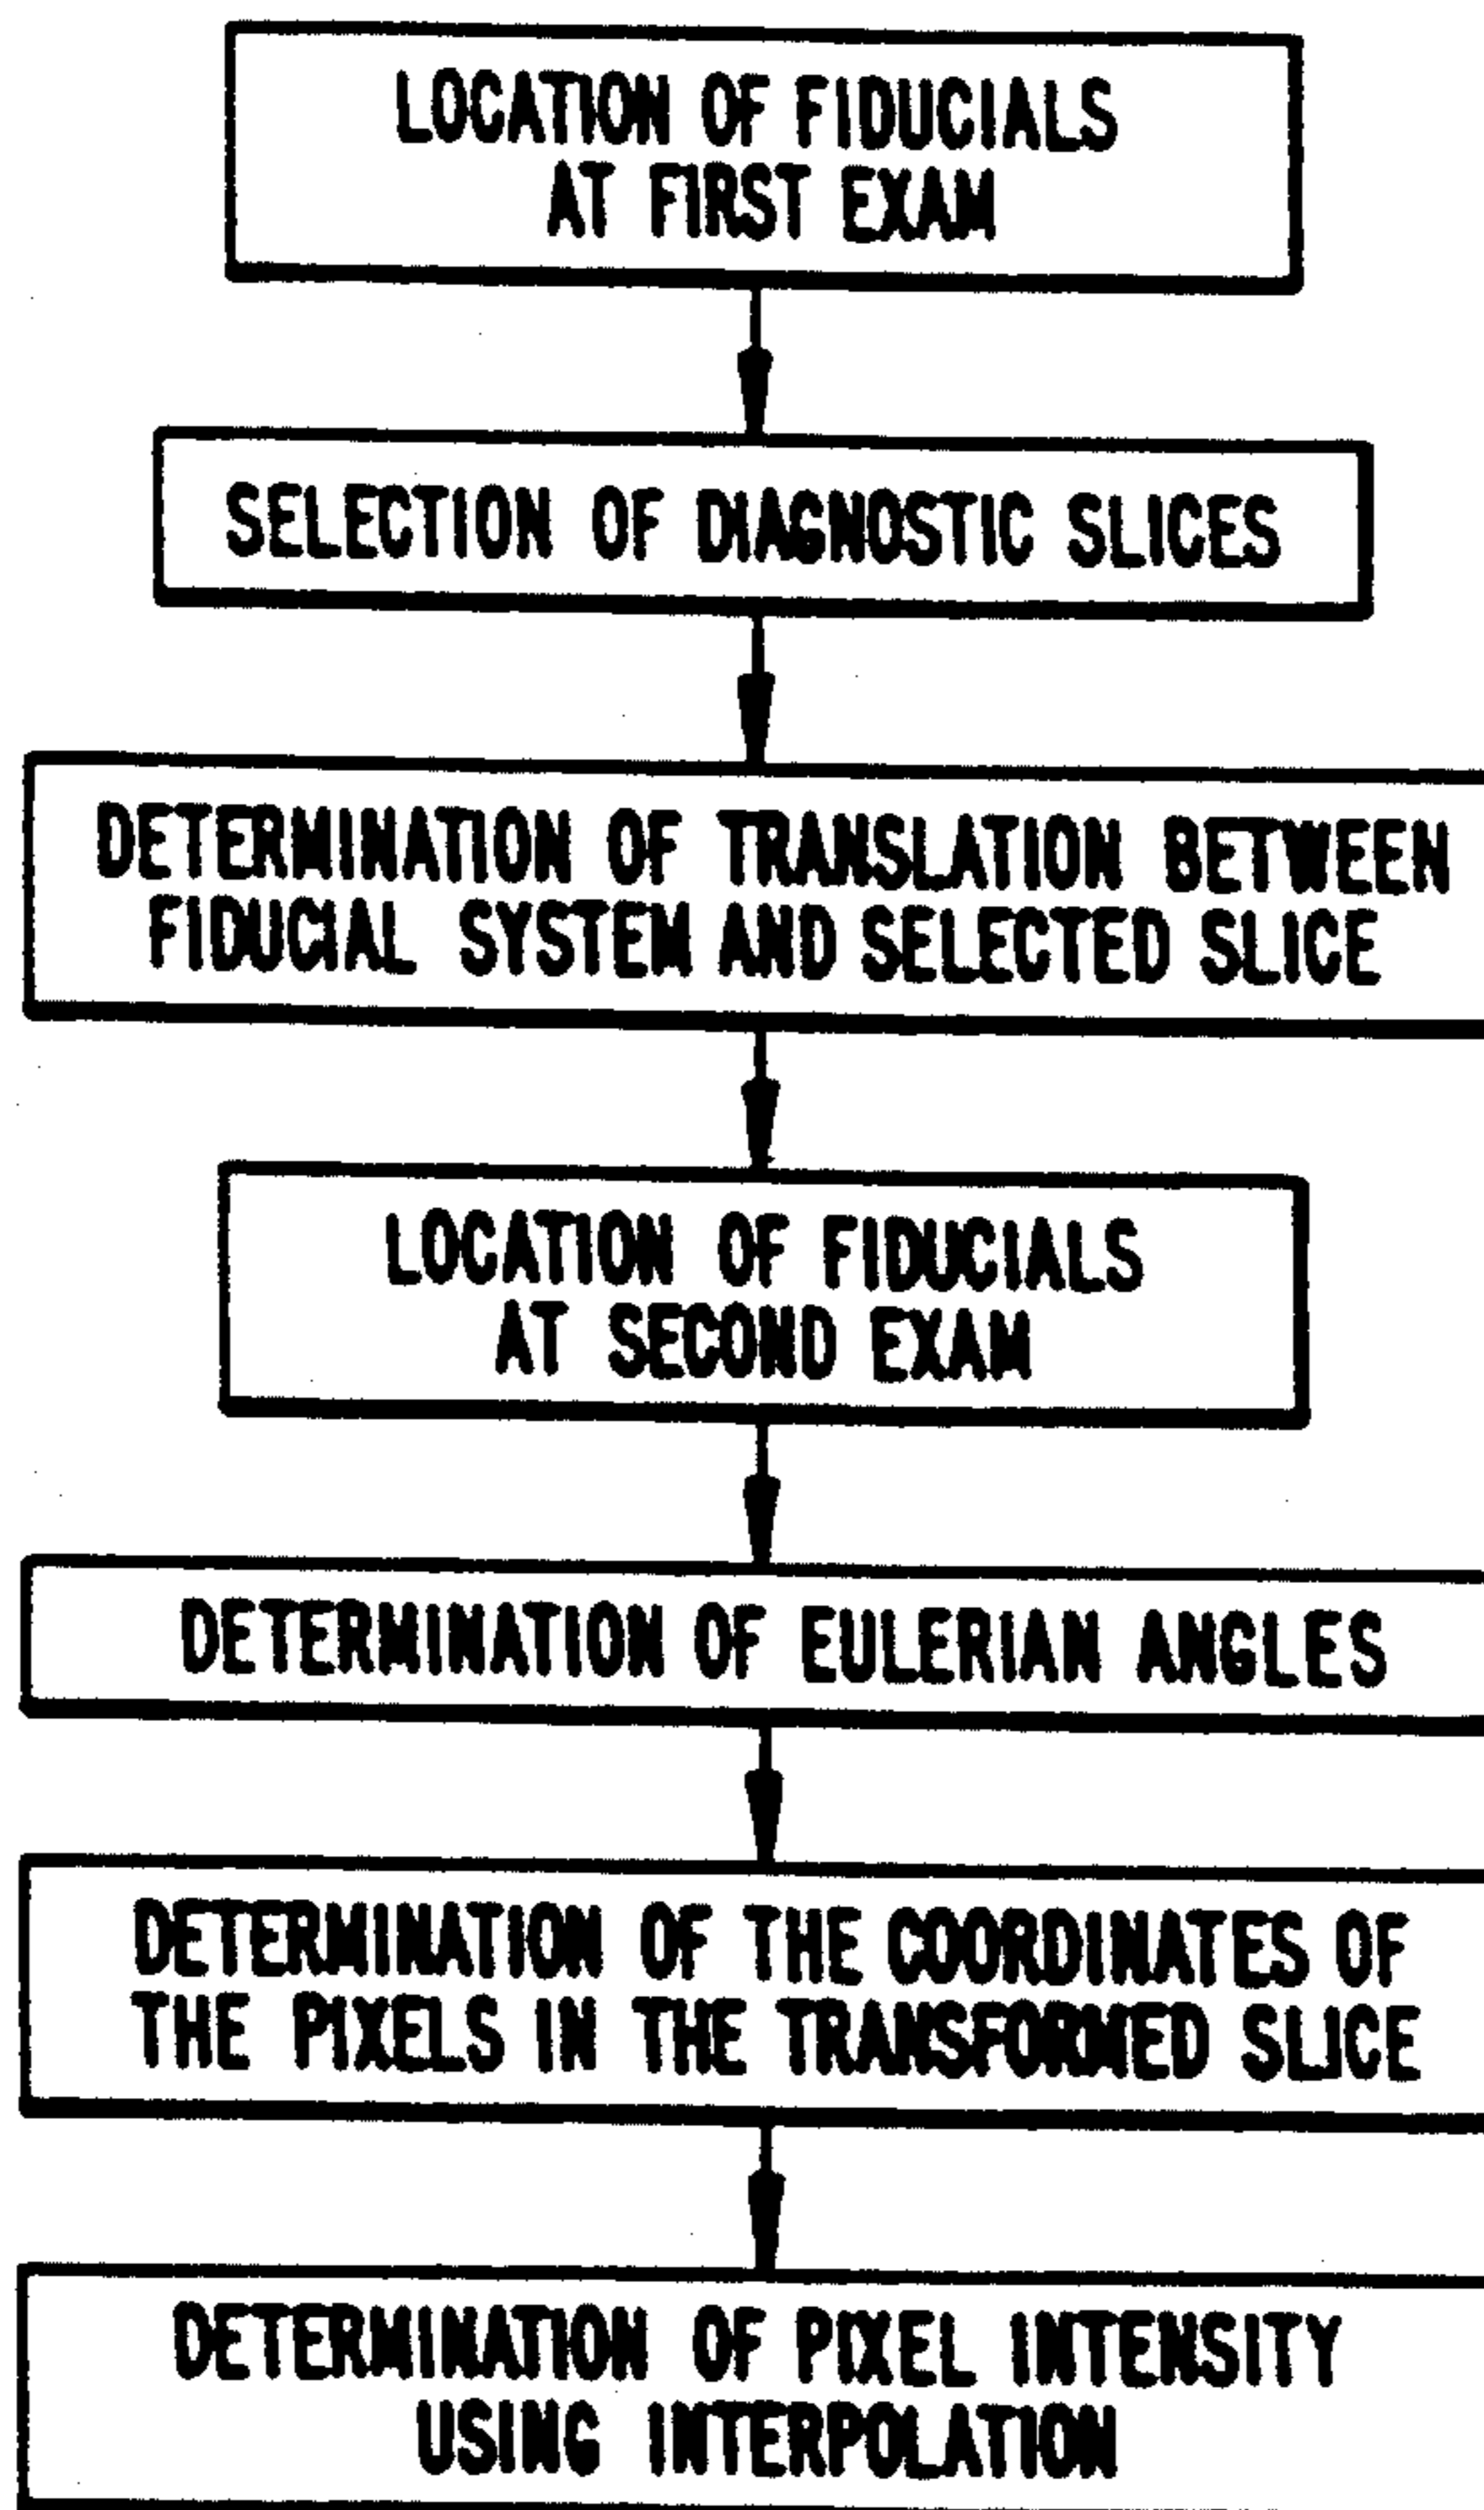 LOCATION OF FIDUCIALS
AT FIRST EXAM
SELECTION OF DIAGNOSTIC SLICES
DETERMINATION OF TRANSLATION BETWEEN
FIDUCIAL SYSTEM AND SELECTED SLICE
LOCATION OF FIDUCIALS
AT SECOND EXAM
DETERMINATION OF EULERIAN ANGLES
DETERMINATION OF THE COORDINATES OF
THE PIXELS IN THE TRANSFORMED SLICE
DETERMINATION OF PIXEL INTENSITY
USING INTERPOLATION